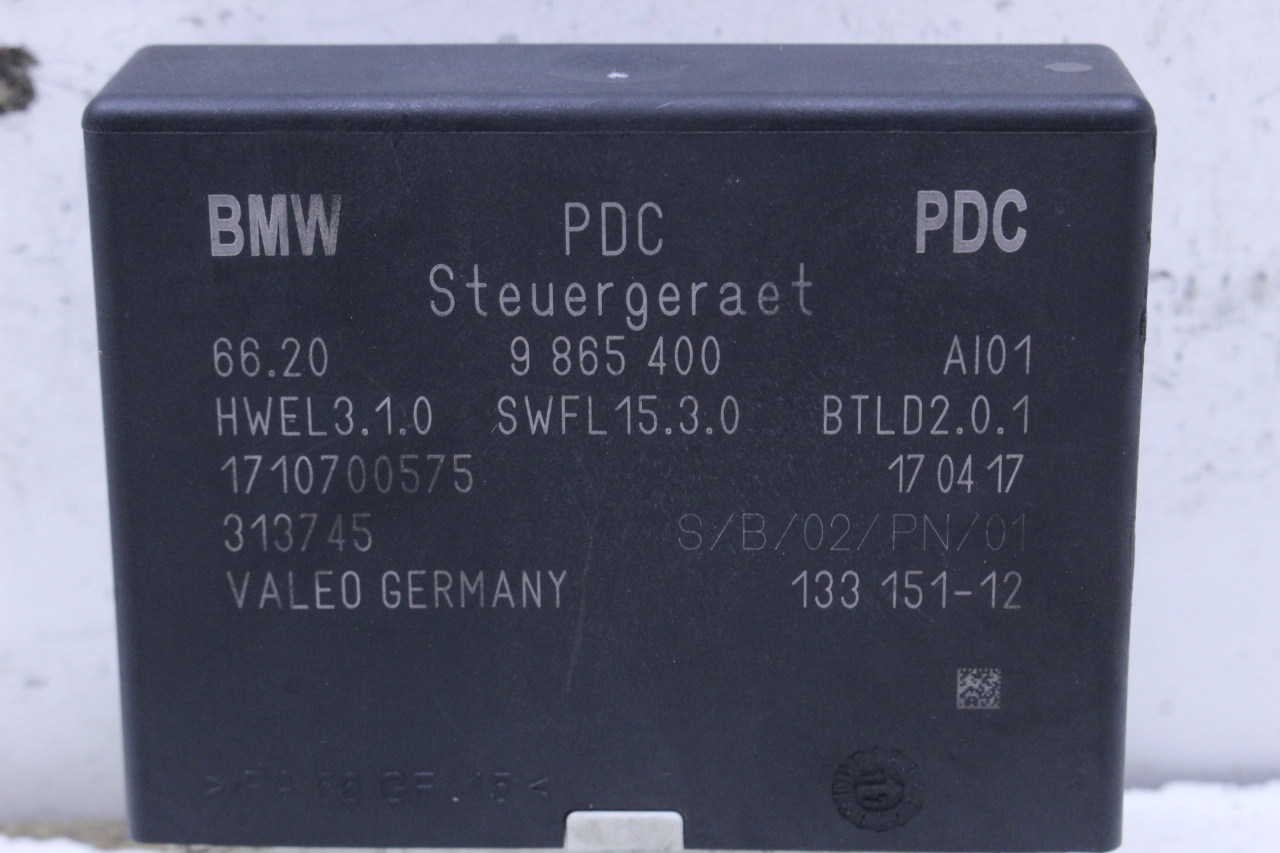 BMW PDC PDC
Steuergeraet
66.20 9 865 400 AI01
HWEL3.1.0 SWFL15.3.0 BTLD2.0.1
1710700575 17 04 17
313745 S/B/02/PN/01
VALEO GERMANY 133 151-12